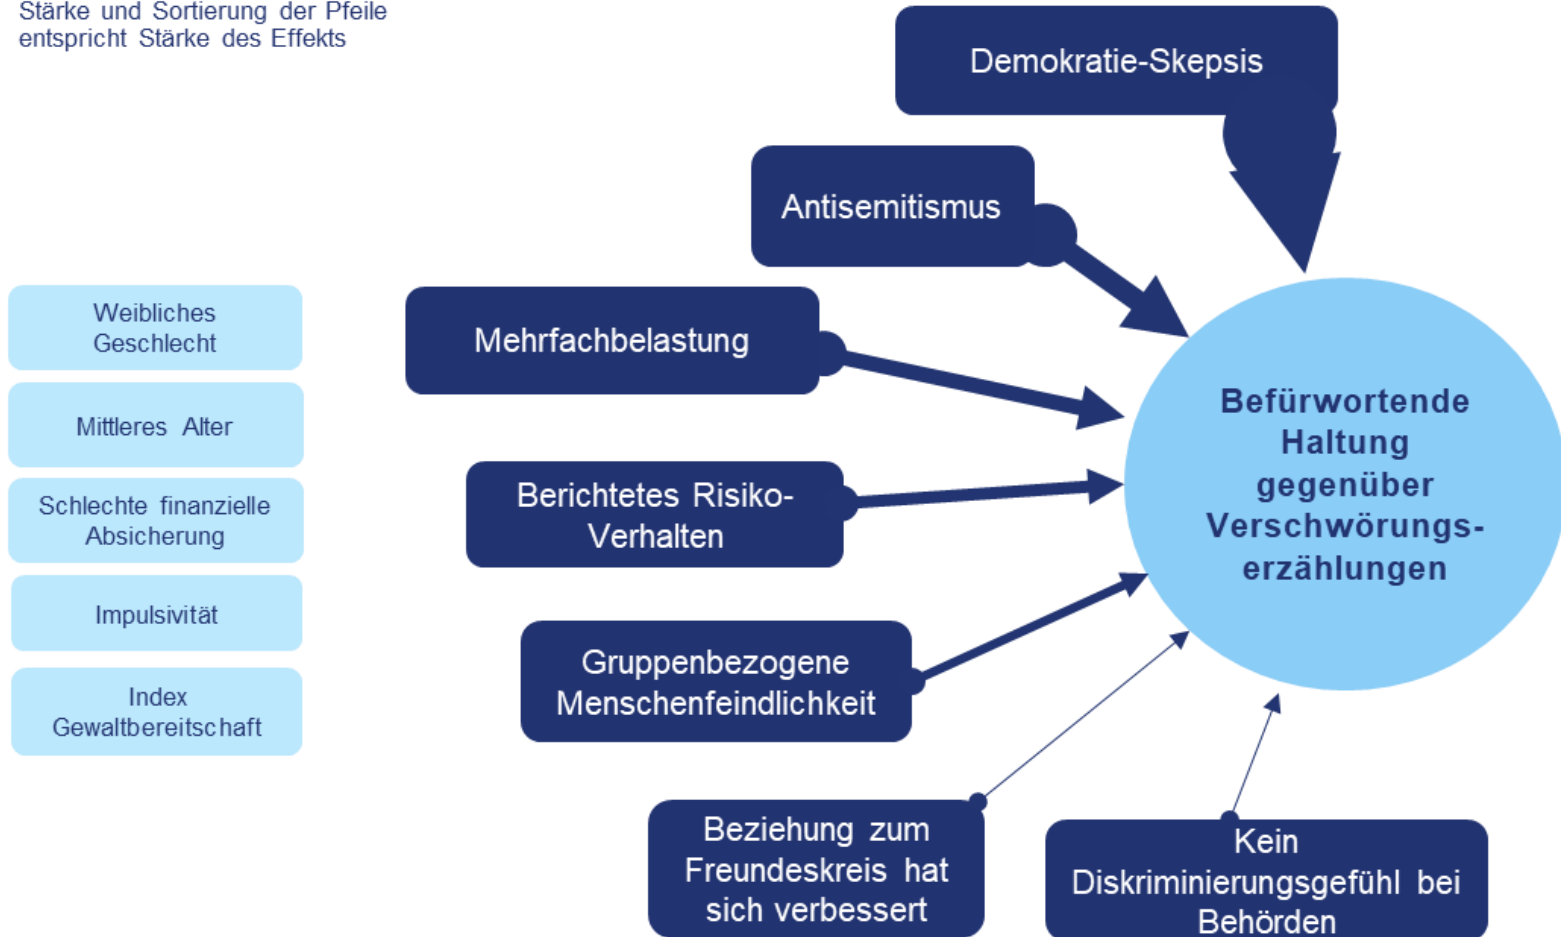 Stärke und Sortierung der Pfeile
entspricht Stärke des Effekts
Demokratie-Skepsis
Antisemitismus
Mehrfachbelastung
Berichtetes Risiko-
Verhalten
Gruppenbezogene
Menschenfeindlichkeit
Beziehung zum
Freundeskreis hat
sich verbessert
Kein
Diskriminierungsgefühl bei
Behörden
Befürwortende
Haltung
gegenüber
Verschwörungs-
erzählungen
Weibliches
Geschlecht
Mittleres Alter
Schlechte finanzielle
Absicherung
Impulsivität
Index
Gewaltbereitschaft